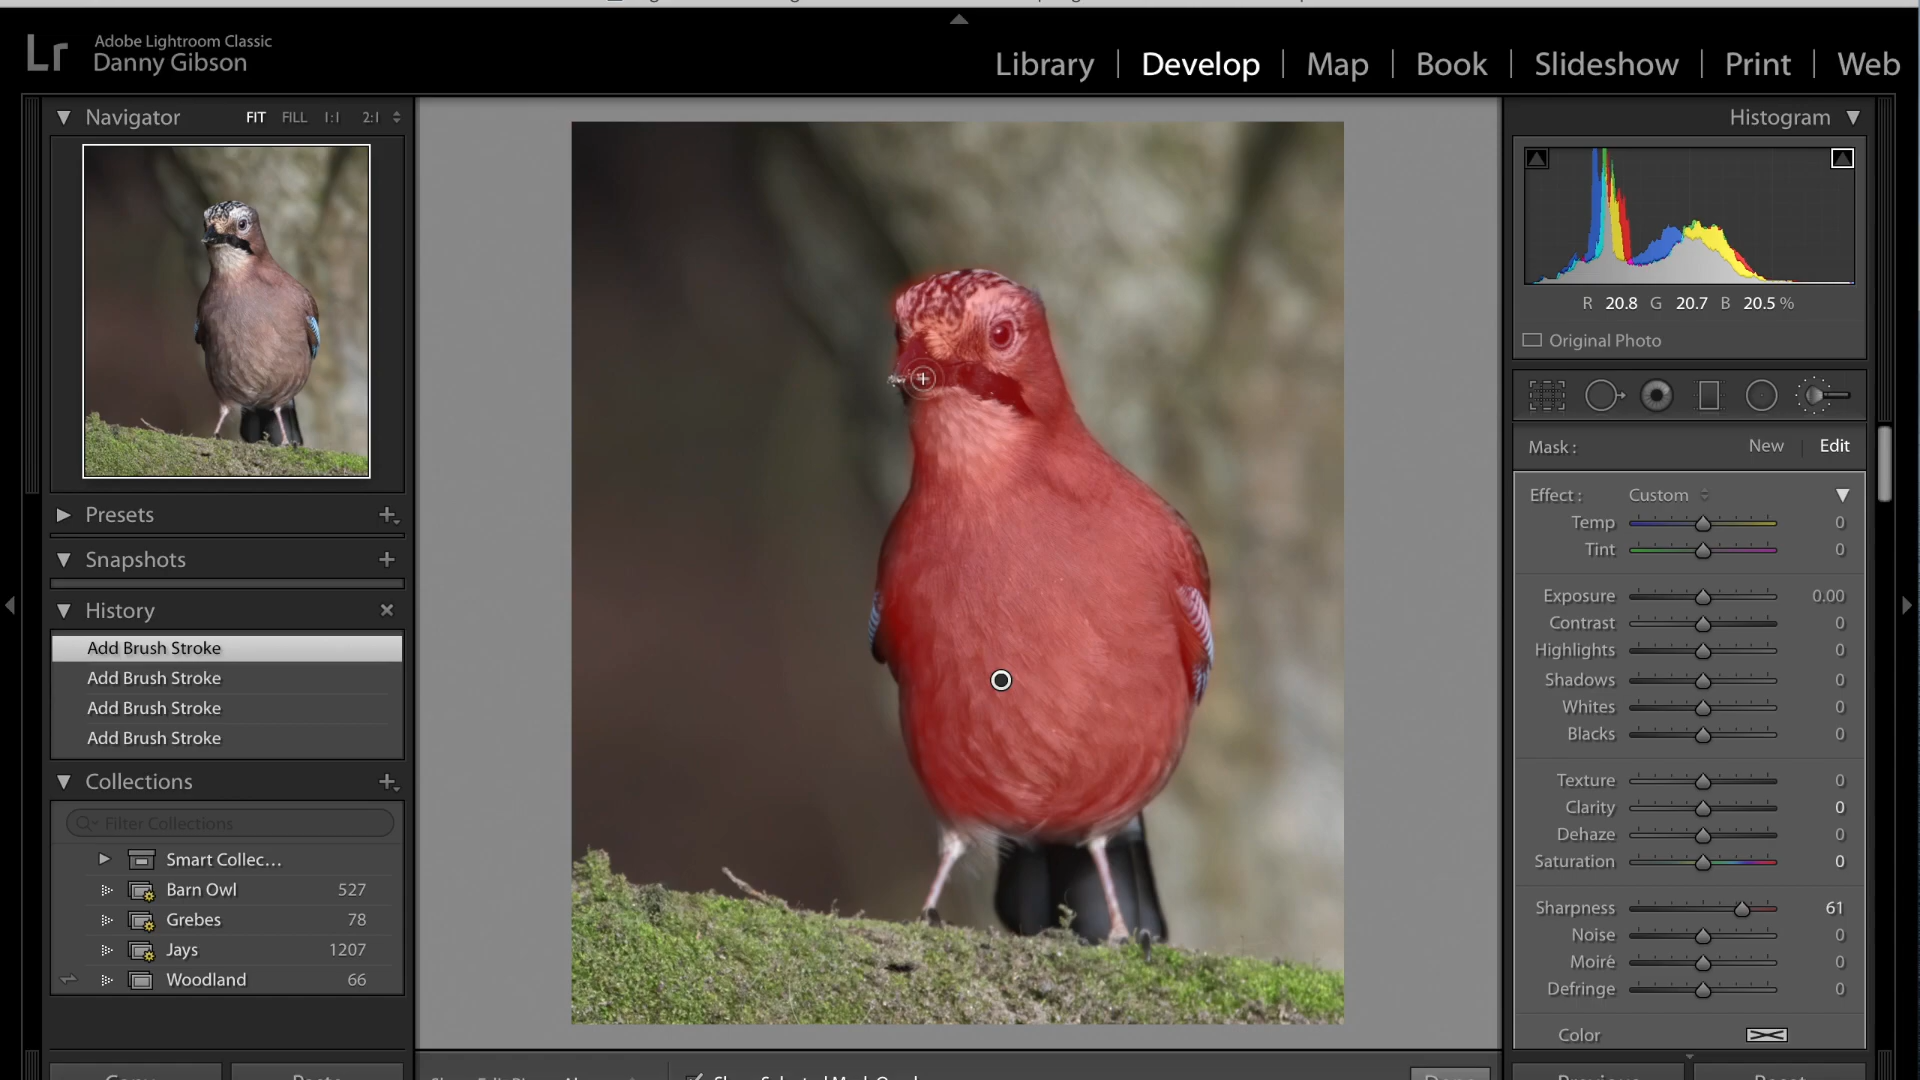 Lr
Adobe Lightroom Classic
Danny Gibson
Library | Develop | Map | Book | Slideshow | Print | Web
Navigator FIT FILL 1:1 2:1
Presets
Snapshots
History
Add Brush Stroke
Add Brush Stroke
Add Brush Stroke
Add Brush Stroke
Collections
Filter Collections
Smart Collec...
Barn Owl 527
Grebes 78
Jays 1207
Woodland 66
Histogram
R 20.8 G 20.7 B 20.5 %
Original Photo
Mask : New Edit
Effect : Custom
Temp 0
Tint 0
Exposure 0.00
Contrast 0
Highlights 0
Shadows 0
Whites 0
Blacks 0
Texture 0
Clarity 0
Dehaze 0
Saturation 0
Sharpness 61
Noise 0
Moiré 0
Defringe 0
Color